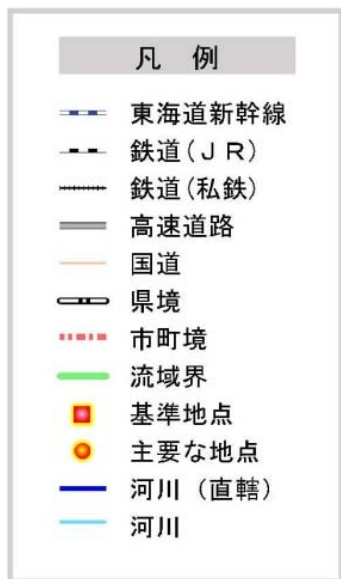 凡 例
東海道新幹線
鉄道(ＪＲ)
鉄道(私鉄)
高速道路
国道
県境
市町境
流域界
基準地点
主要な地点
河川（直轄）
河川